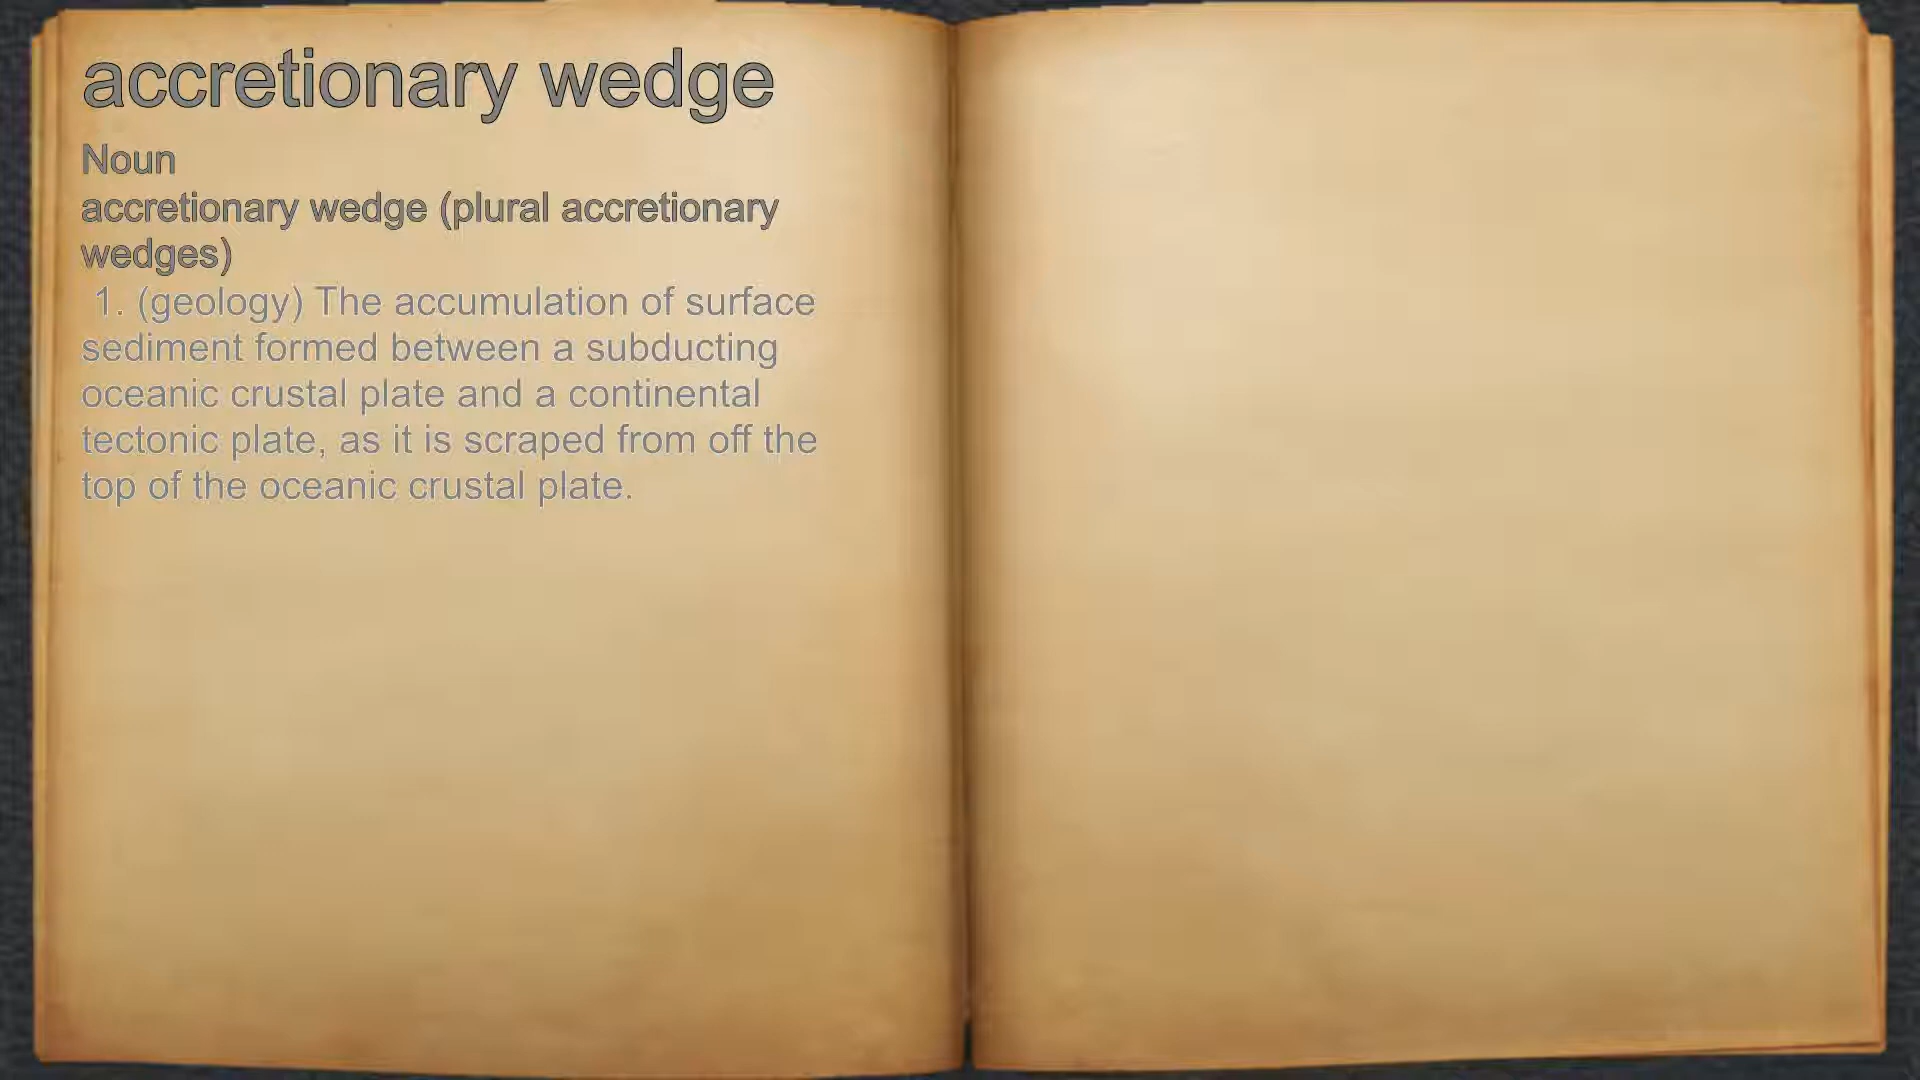 accretionary wedge
Noun
accretionary wedge (plural accretionary
wedges)
1. (geology) The accumulation of surface
sediment formed between a subducting
oceanic crustal plate and a continental
tectonic plate, as it is scraped from off the
top of the oceanic crustal plate.